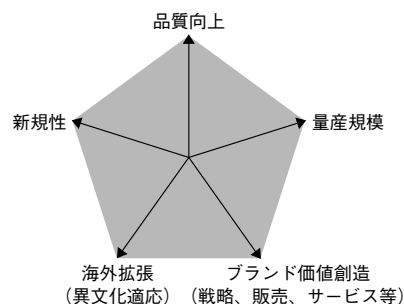 品質向上
新規性
量産規模
海外拡張
（異文化適応）
ブランド価値創造
（戦略、販売、サービス等）